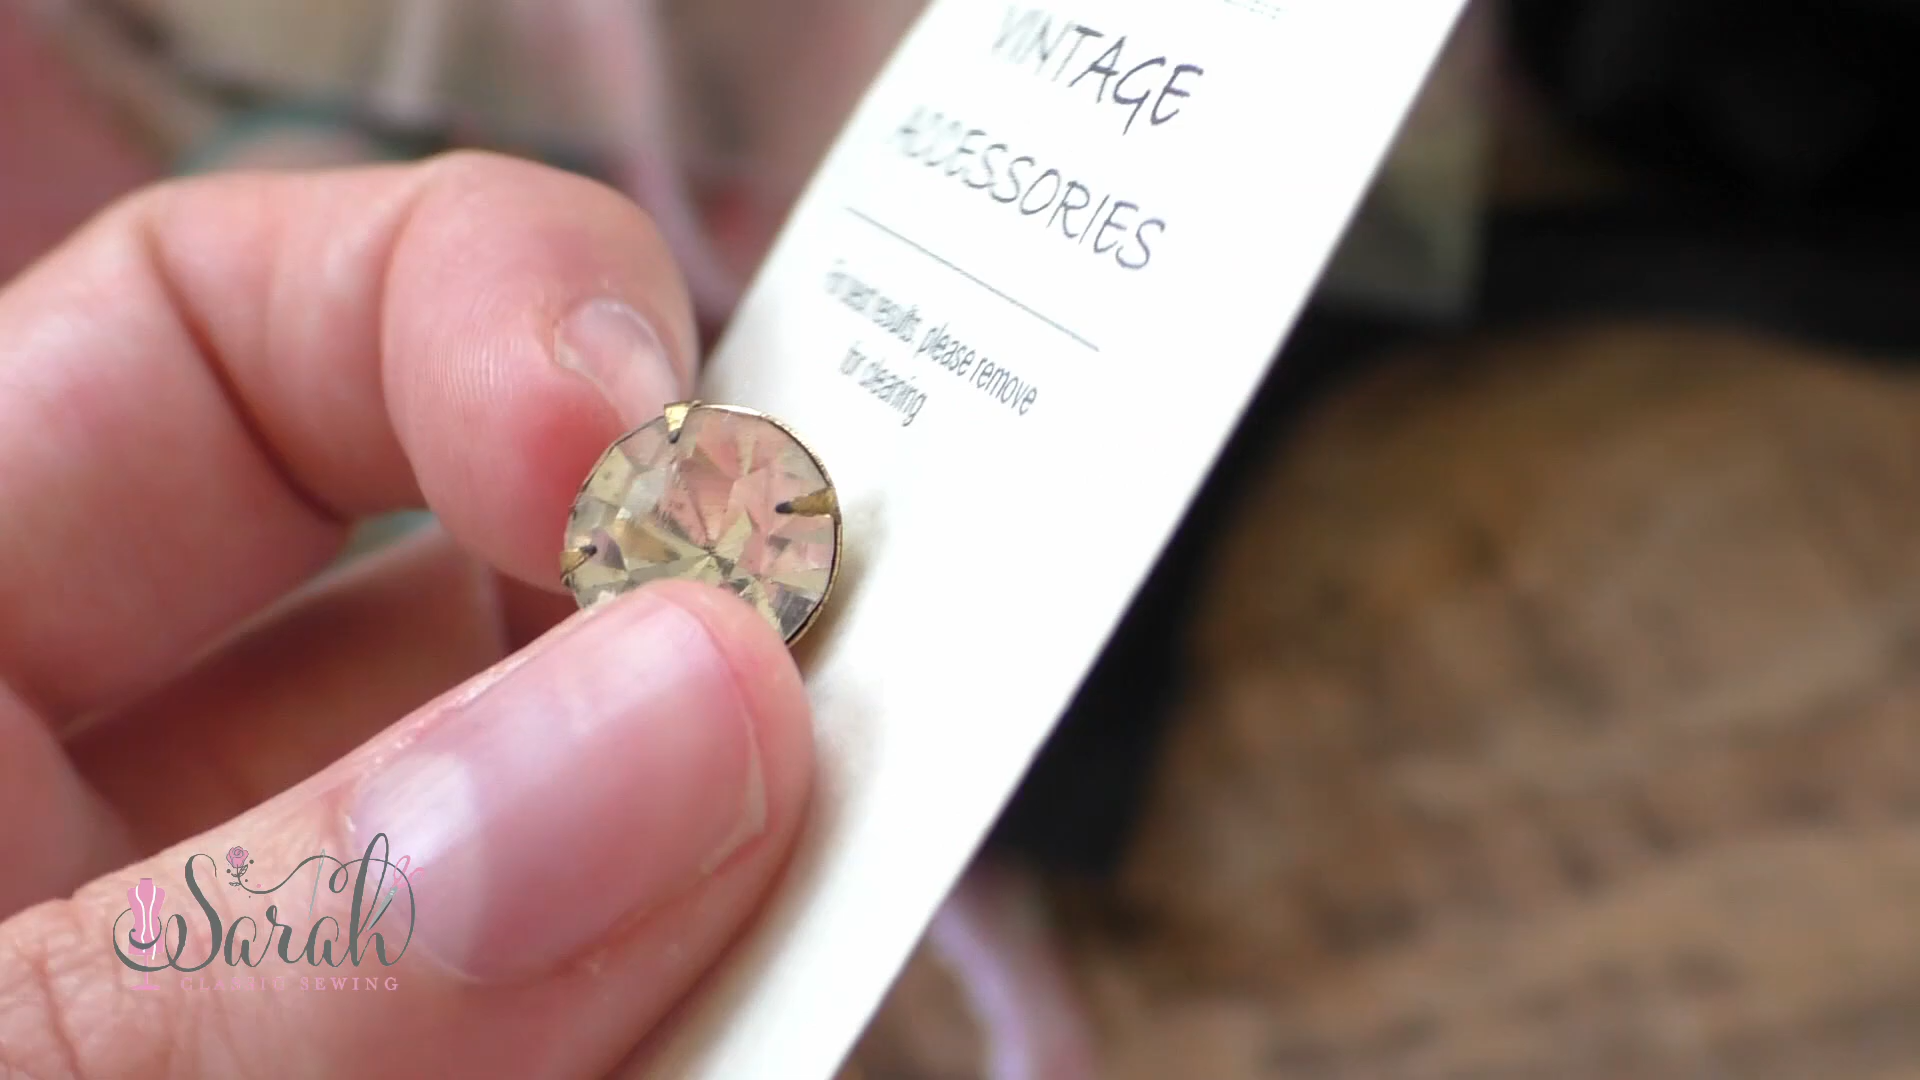 VINTAGE
ACCESSORIES
For best results, please remove
for cleaning
Sarah
CLASSIC SEWING